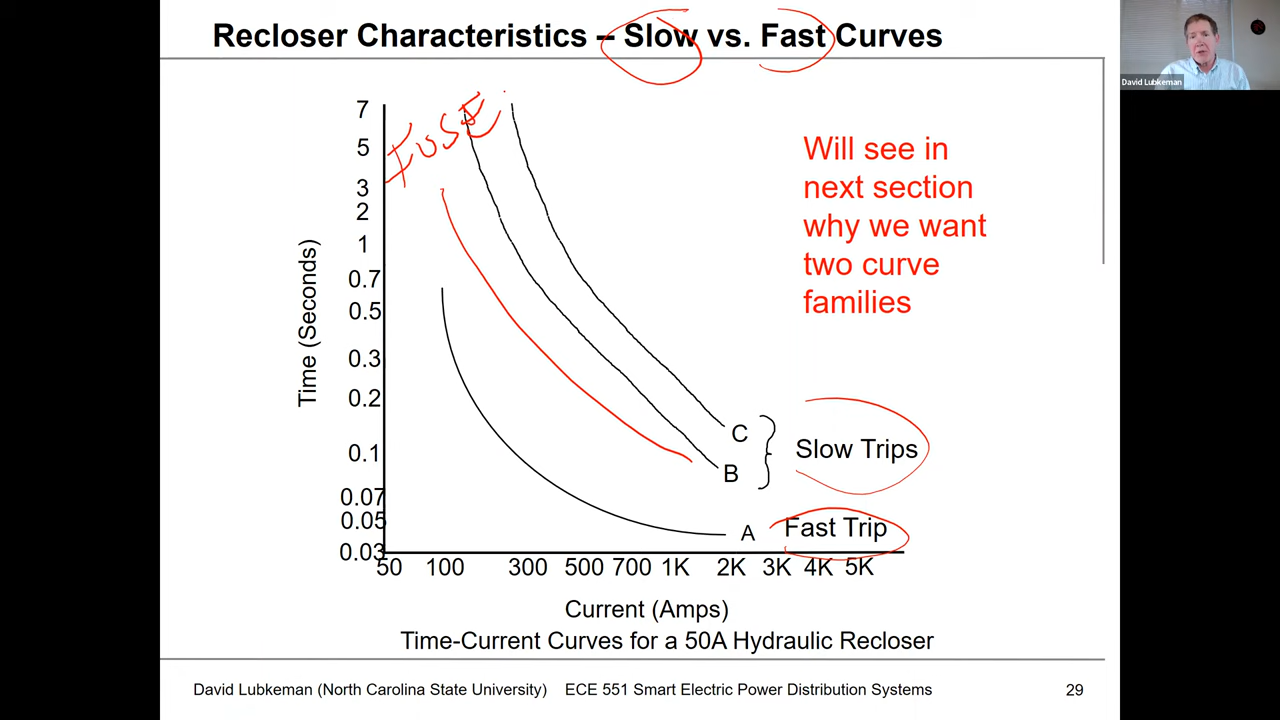 Recloser Characteristics – Slow vs. Fast Curves
David Lubkeman
FUSE
7
5
3
2
1
0.7
0.5
0.3
0.2
0.1
0.07
0.05
0.03
Time (Seconds)
Will see in
next section
why we want
two curve
families
C
B
Slow Trips
A
Fast Trip
50 100 300 500 700 1K 2K 3K 4K 5K
Current (Amps)
Time-Current Curves for a 50A Hydraulic Recloser
David Lubkeman (North Carolina State University) ECE 551 Smart Electric Power Distribution Systems 29